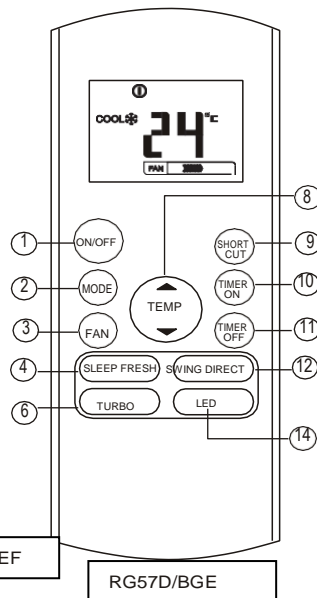 COOL 24°C
FAN
8
1 ON/OFF SHORT CUT 9
2 MODE TEMP TIMER ON 10
3 FAN TIMER OFF 11
4 SLEEP FRESH SWING DIRECT 12
6 TURBO LED
14
EF
RG57D/BGE